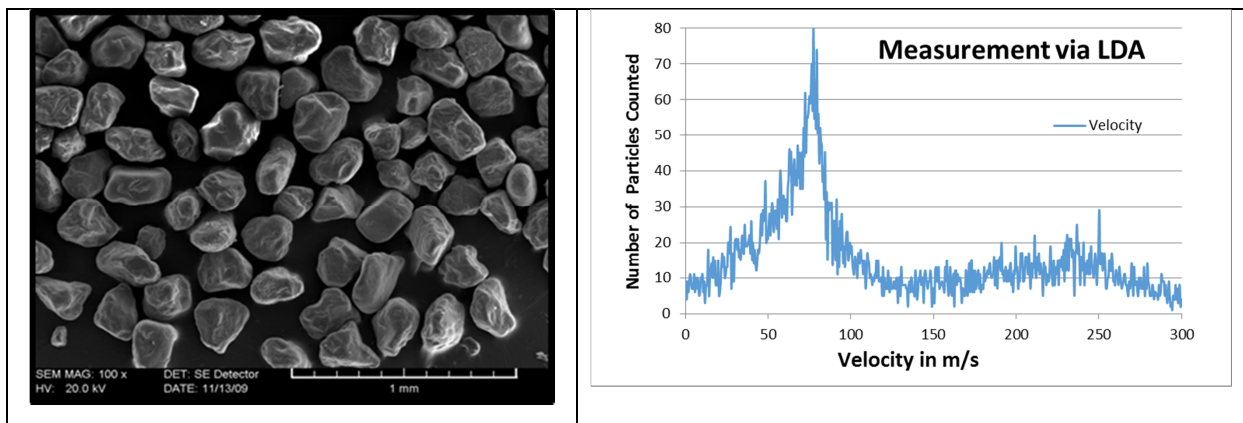 SEM MAG: 100 x DET: SE Detector
HV: 20.0 kV DATE: 11/13/09 1 mm
Measurement via LDA
Number of Particles Counted
80
70
60
50
40
30
20
10
0
Velocity
0 50 100 150 200 250 300
Velocity in m/s